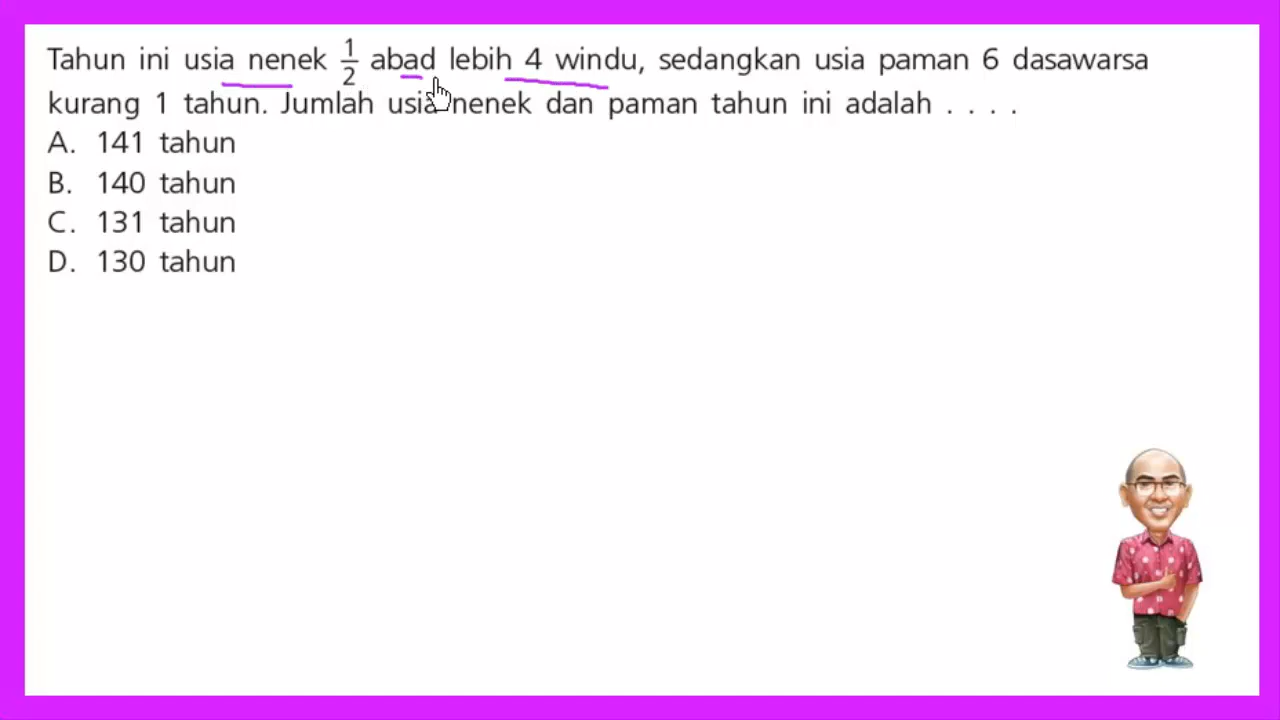 Tahun ini usia nenek 1/2 abad lebih 4 windu, sedangkan usia paman 6 dasawarsa
kurang 1 tahun. Jumlah usia nenek dan paman tahun ini adalah . . . .
A. 141 tahun
B. 140 tahun
C. 131 tahun
D. 130 tahun